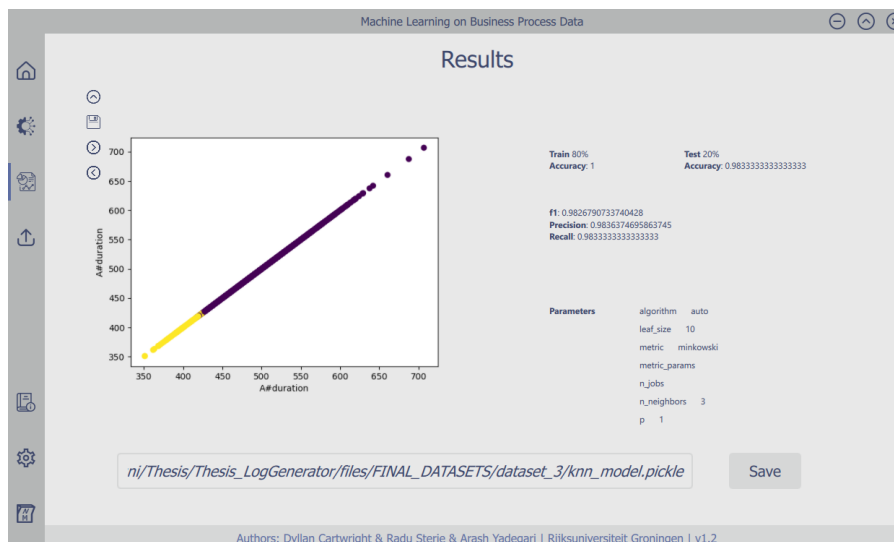 Machine Learning on Business Process Data
Results
Train 80%
Test 20%
Accuracy: 1
Accuracy: 0.9833333333333333
f1: 0.9826790733740428
Precision: 0.9836374695863745
Recall: 0.9833333333333333
Parameters
algorithm auto
leaf_size 10
metric minkowski
metric_params
n_jobs
n_neighbors 3
p 1
700
650
600
550
500
450
400
350
A#duration
350 400 450 500 550 600 650 700
A#duration
ni/Thesis/Thesis_LogGenerator/files/FINAL_DATASETS/dataset_3/knn_model.pickle
Save
Authors: Dyllan Cartwright & Radu Sterie & Arash Yadegari | Rijksuniversiteit Groningen | v1.2